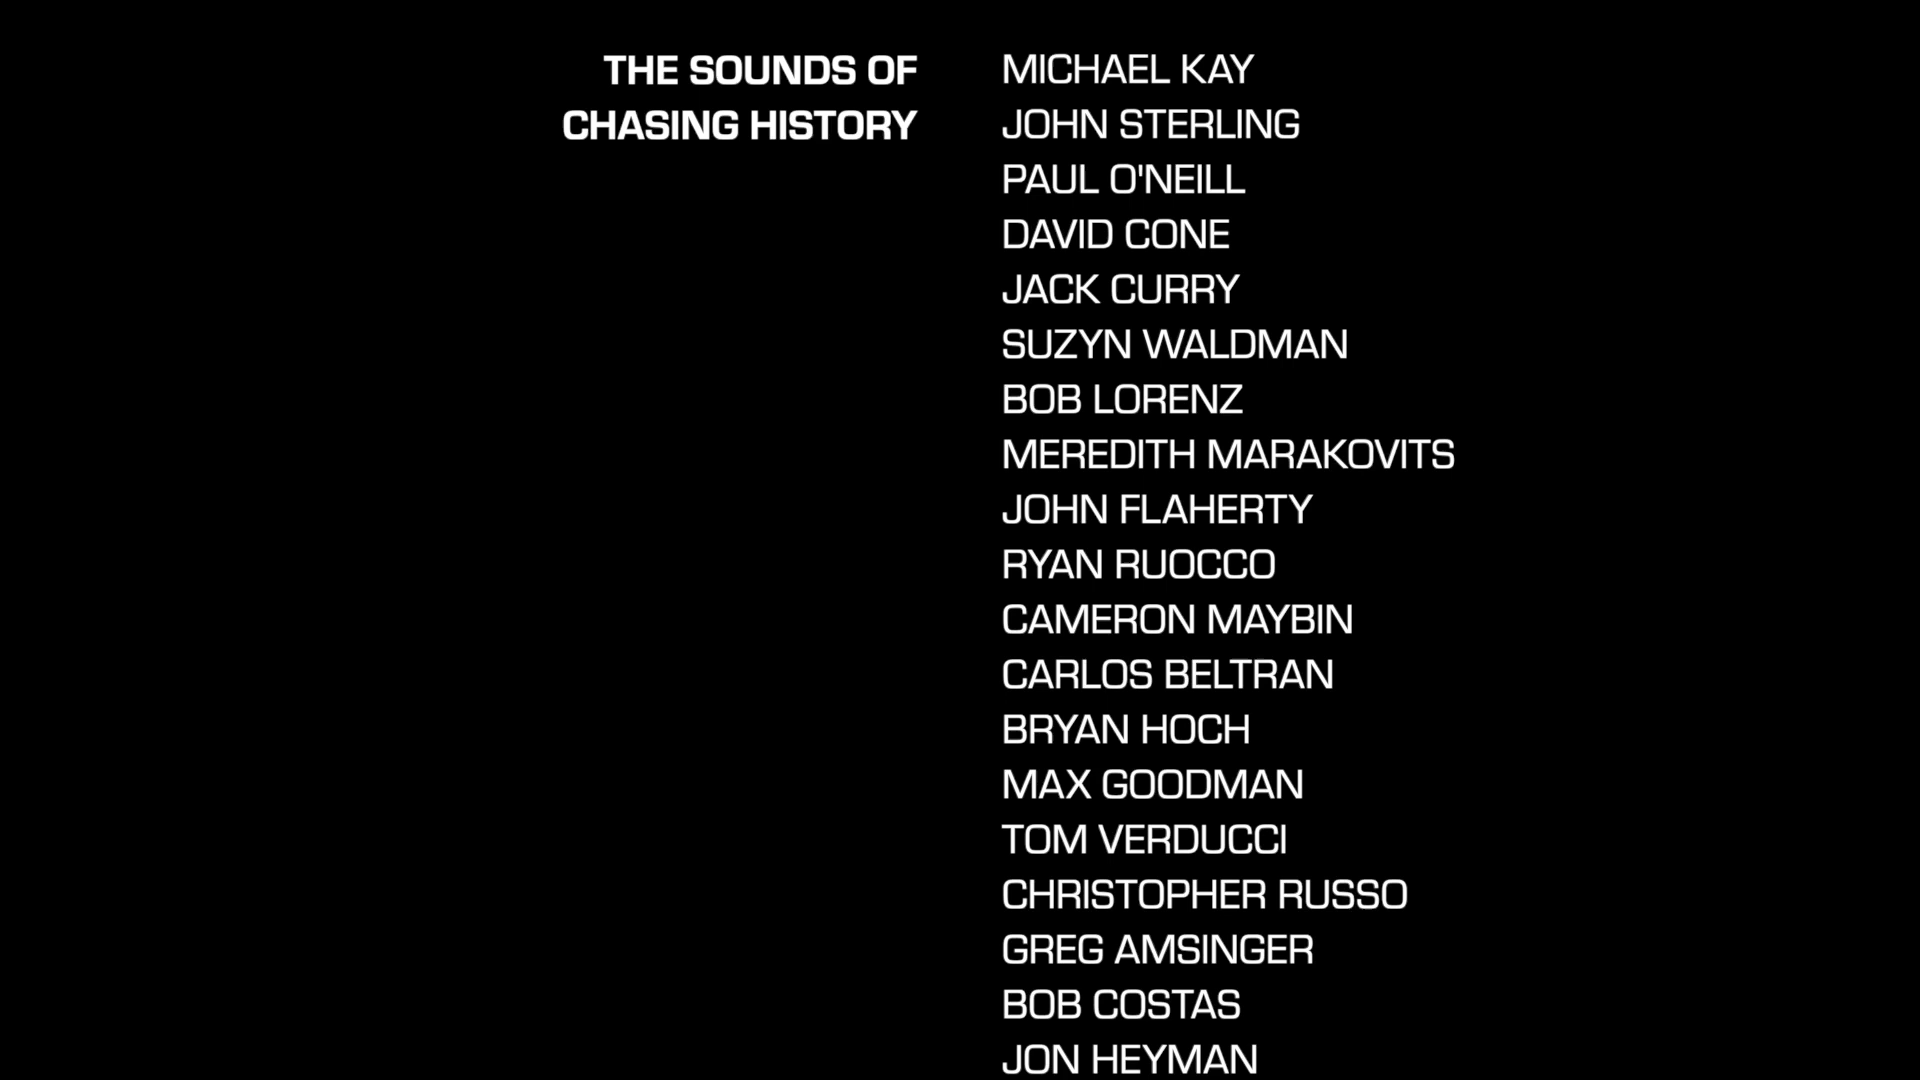 THE SOUNDS OF
CHASING HISTORY
MICHAEL KAY
JOHN STERLING
PAUL O'NEILL
DAVID CONE
JACK CURRY
SUZYN WALDMAN
BOB LORENZ
MEREDITH MARAKOVITS
JOHN FLAHERTY
RYAN RUOCCO
CAMERON MAYBIN
CARLOS BELTRAN
BRYAN HOCH
MAX GOODMAN
TOM VERDUCCI
CHRISTOPHER RUSSO
GREG AMSINGER
BOB COSTAS
JON HEYMAN